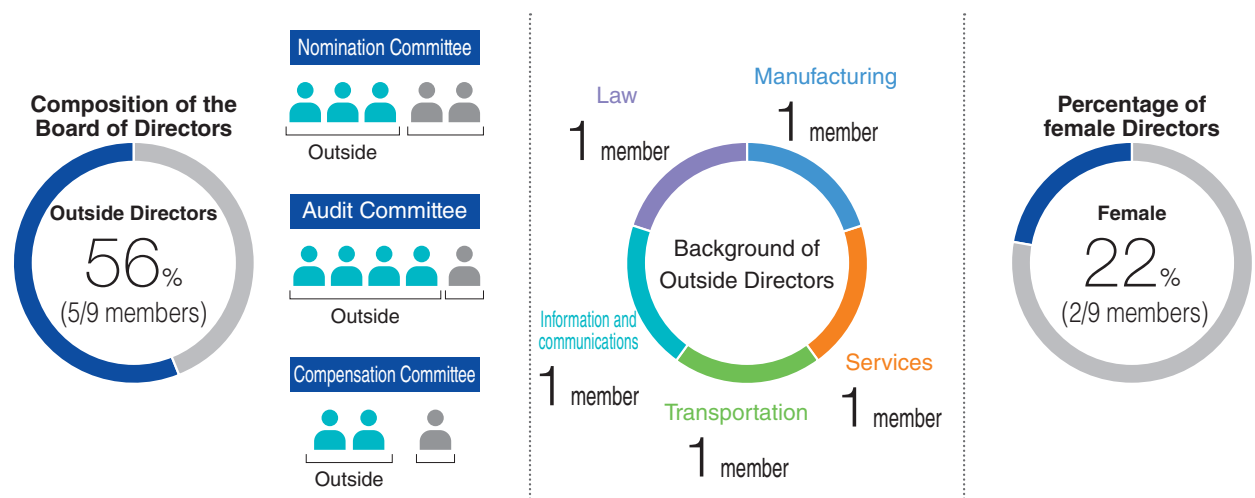 Composition of the
Board of Directors
Outside Directors
56%
(5/9 members)
Nomination Committee
Outside
Audit Committee
Outside
Compensation Committee
Outside
Law
1 member
Manufacturing
1 member
Background of
Outside Directors
Information and
communications
1 member
Services
1 member
Transportation
1 member
Percentage of
female Directors
Female
22%
(2/9 members)